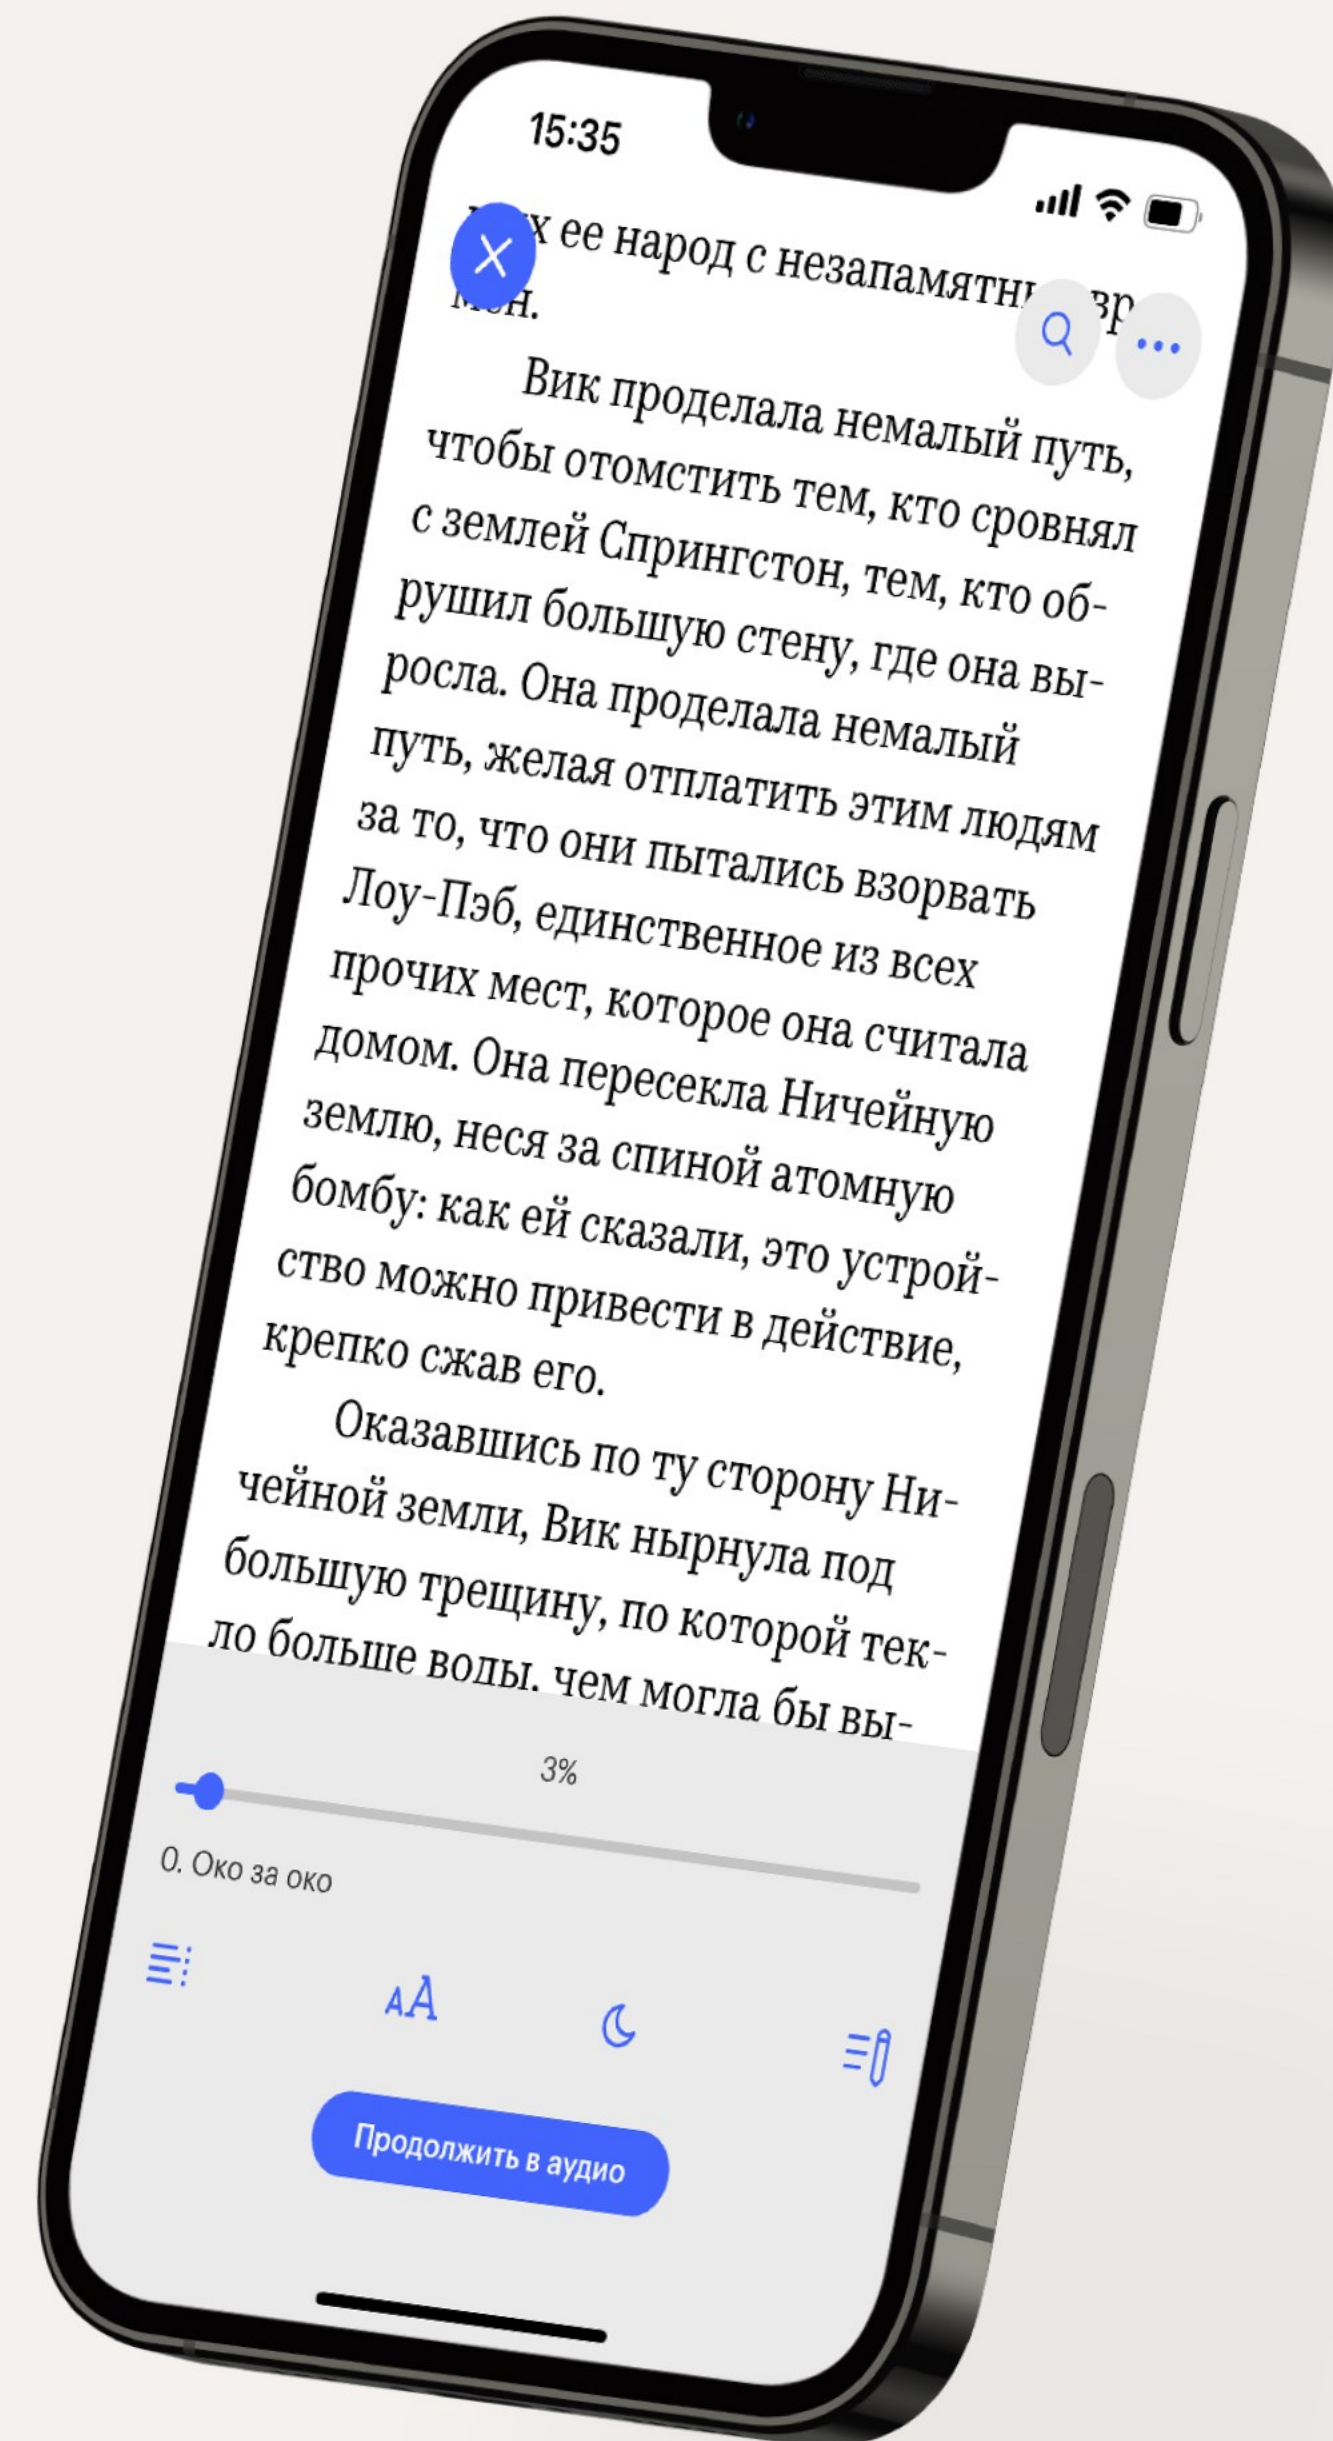 15:35
ее народ с незапамятны вр
Вик проделала немалый путь,
чтобы отомстить тем, кто сровнял
с землей Спрингстон, тем, кто об-
рушил большую стену, где она вы-
росла. Она проделала немалый
путь, желая отплатить этим людям
за то, что они пытались взорвать
Лоу-Пэб, единственное из всех
прочих мест, которое она считала
домом. Она пересекла Ничейную
землю, неся за спиной атомную
бомбу: как ей сказали, это устрой-
ство можно привести в действие,
крепко сжав его.
Оказавшись по ту сторону Ни-
чейной земли, Вик нырнула под
большую трещину, по которой тек-
ло больше воды, чем могла бы вы-
3%
0. Око за око
AA
Продолжить в аудио